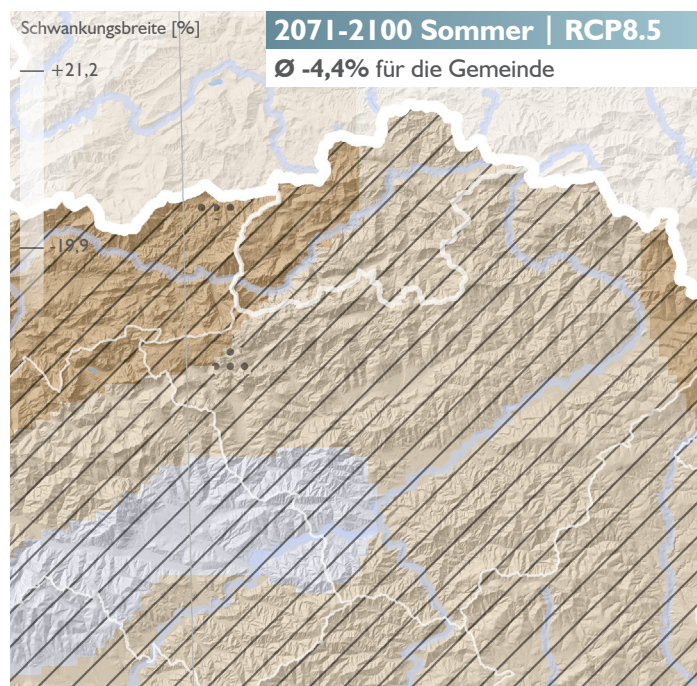 Schwankungsbreite [%]
2071-2100 Sommer | RCP8.5
+21,2
Ø -4,4% für die Gemeinde
-19,9